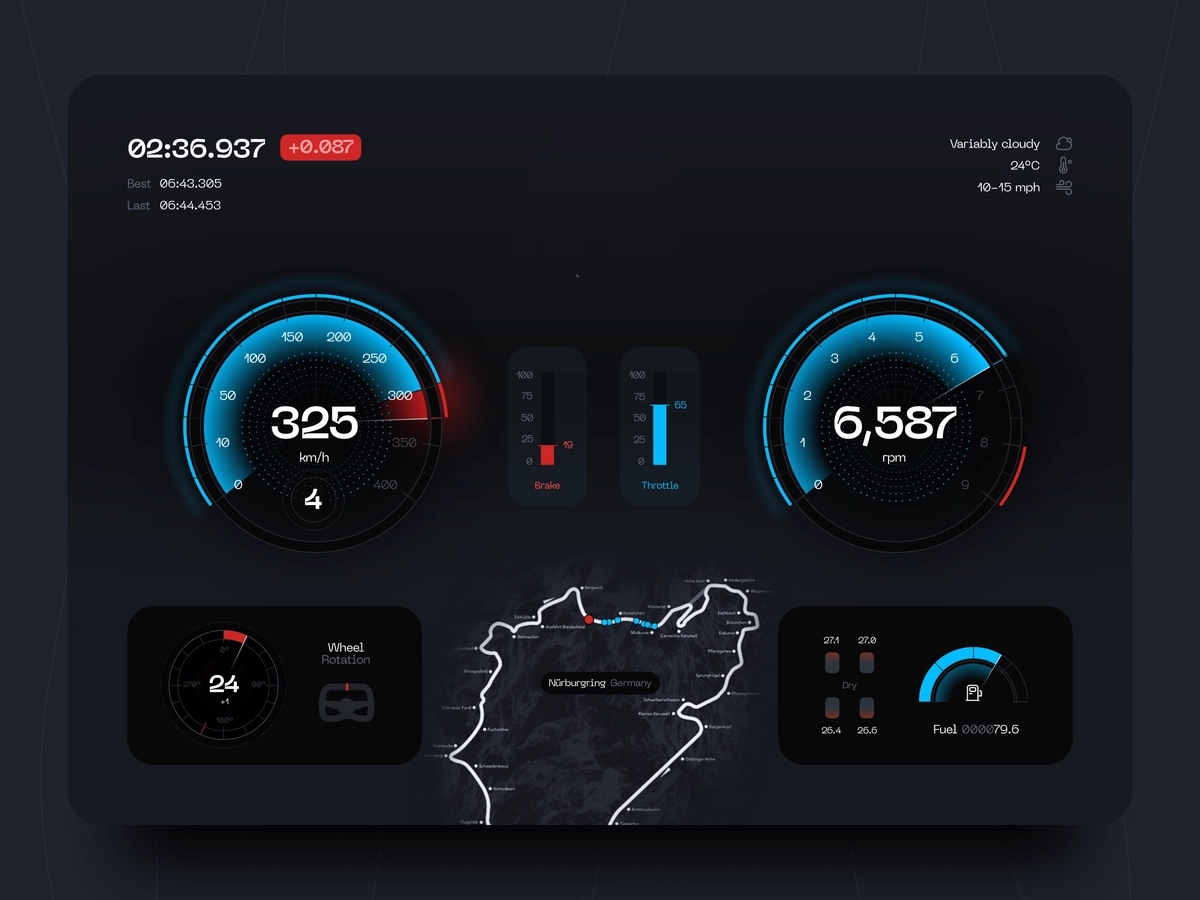 02:36.937 +0.087
Best 06:43.305
Last 06:44.453
Variably cloudy
24°C
10-15 mph
0
10
50
100
150
200
250
300
350
400
325
km/h
4
100
75
50
25
0
19
Brake
100
75
50
25
0
65
Throttle
0
1
2
3
4
5
6
7
8
9
6,587
rpm
0°
90°
180°
270°
24
+1
Wheel
Rotation
Bergwerk
Exmühle
Ausfahrt Breidscheid
Wehrseifen
Metzgesfeld
Adenauer Forst
Fuchsröhre
Schwedenkreuz
Flugplatz
Kesselchen
Klostertal
Mutkurve
Caracciola Karussell
Hohe Acht
Hedwigshöhe
Eschbach
Brünnchen
Eiskurve
Pflanzgarten
Sprunghügel
Schwalbenschwanz
Kleines Karussell
Galgenkopf
Döttinger Höhe
Antoniusbuche
Tiergarten
Nürburgring Germany
27.1 27.0
Dry
26.4 26.6
Fuel 000079.6